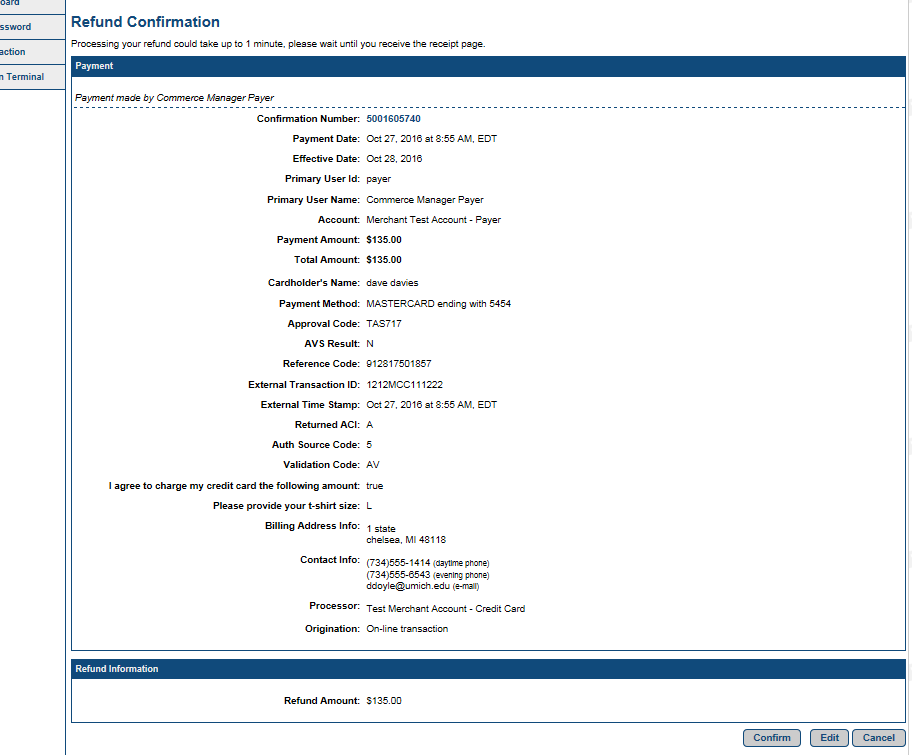 Refund Confirmation
ssword
Processing your refund could take up to 1 minute, please wait until you receive the receipt page.
action
Payment
n Terminal
Payment made by Commerce Manager Payer
Confirmation Number: 5001605740
Payment Date: Oct 27, 2016 at 8:55 AM, EDT
Effective Date: Oct 28, 2016
Primary User Id: payer
Primary User Name: Commerce Manager Payer
Account: Merchant Test Account - Payer
Payment Amount: $135.00
Total Amount: $135.00
Cardholder's Name: dave davies
Payment Method: MASTERCARD ending with 5454
Approval Code: TAS717
AVS Result: N
Reference Code: 912817501857
External Transaction ID: 1212MCC111222
External Time Stamp: Oct 27, 2016 at 8:55 AM, EDT
Returned ACI: A
Auth Source Code: 5
Validation Code: AV
I agree to charge my credit card the following amount: true
Please provide your t-shirt size: L
Billing Address Info: 1 state
chelsea, MI 48118
Contact Info: (734)555-1414 (daytime phone)
(734)555-6543 (evening phone)
ddoyle@umich.edu (e-mail)
Processor: Test Merchant Account - Credit Card
Origination: On-line transaction
Refund Information
Refund Amount: $135.00
Confirm Edit Cancel